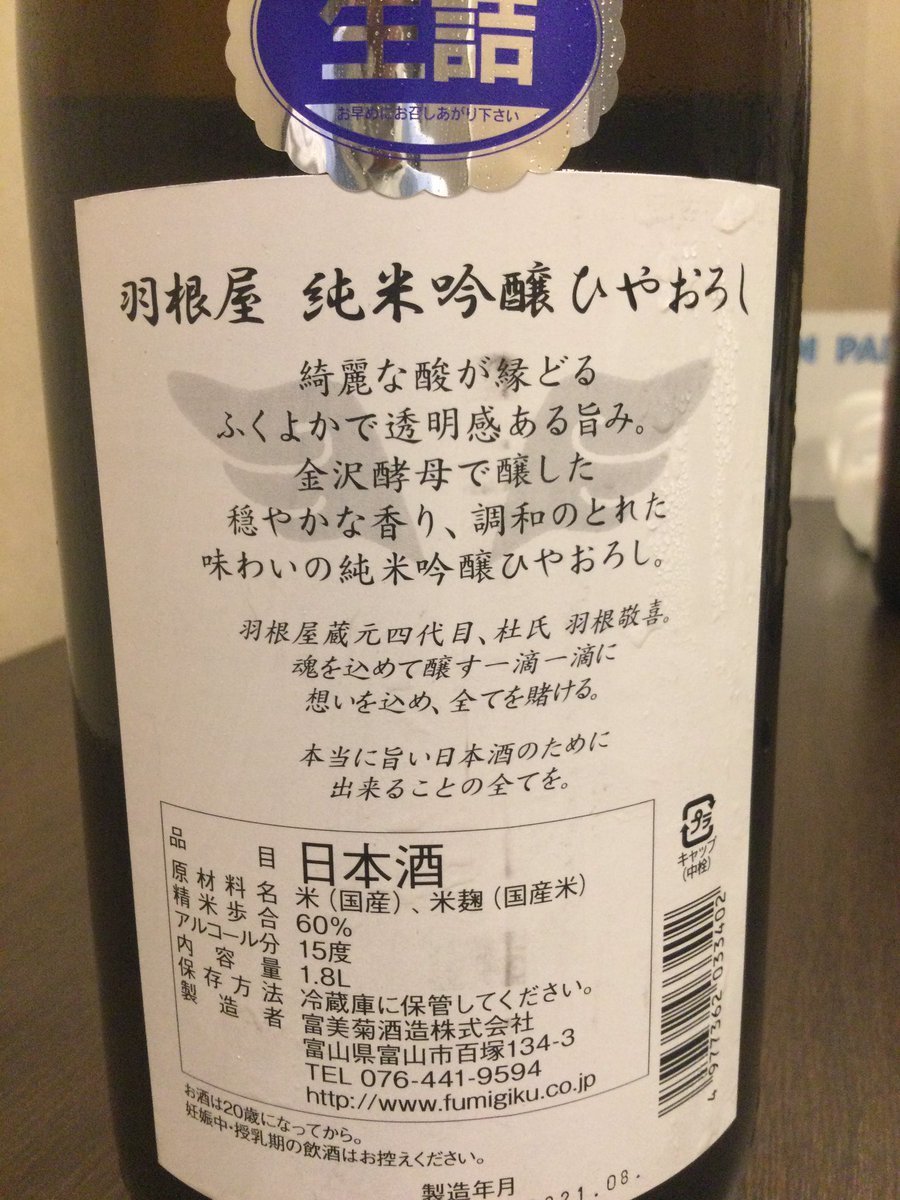 生詰
お早めにお召しあがり下さい
羽根屋 純米吟醸 ひやおろし
綺麗な酸が縁どる
ふくよかで透明感ある旨み。
金沢酵母で醸した
穏やかな香り、調和のとれた
味わいの純米吟醸ひやおろし。
羽根屋蔵元四代目、杜氏 羽根敬喜。
魂を込めて醸す一滴一滴に
想いを込め、全てを賭ける。
本当に旨い日本酒のために
出来ることの全てを。
品目 日本酒
原材料名 米(国産)、米麹(国産米)
精米歩合 60%
アルコール分 15度
内容量 1.8L
保存方法 冷蔵庫に保管してください。
製造者 富美菊酒造株式会社
富山県富山市百塚134-3
TEL 076-441-9594
http://www.fumigiku.co.jp
プラ
キャップ
(中栓)
4 977362 033402
お酒は20歳になってから。
妊娠中・授乳期の飲酒はお控えください。
製造年月 2021.08.